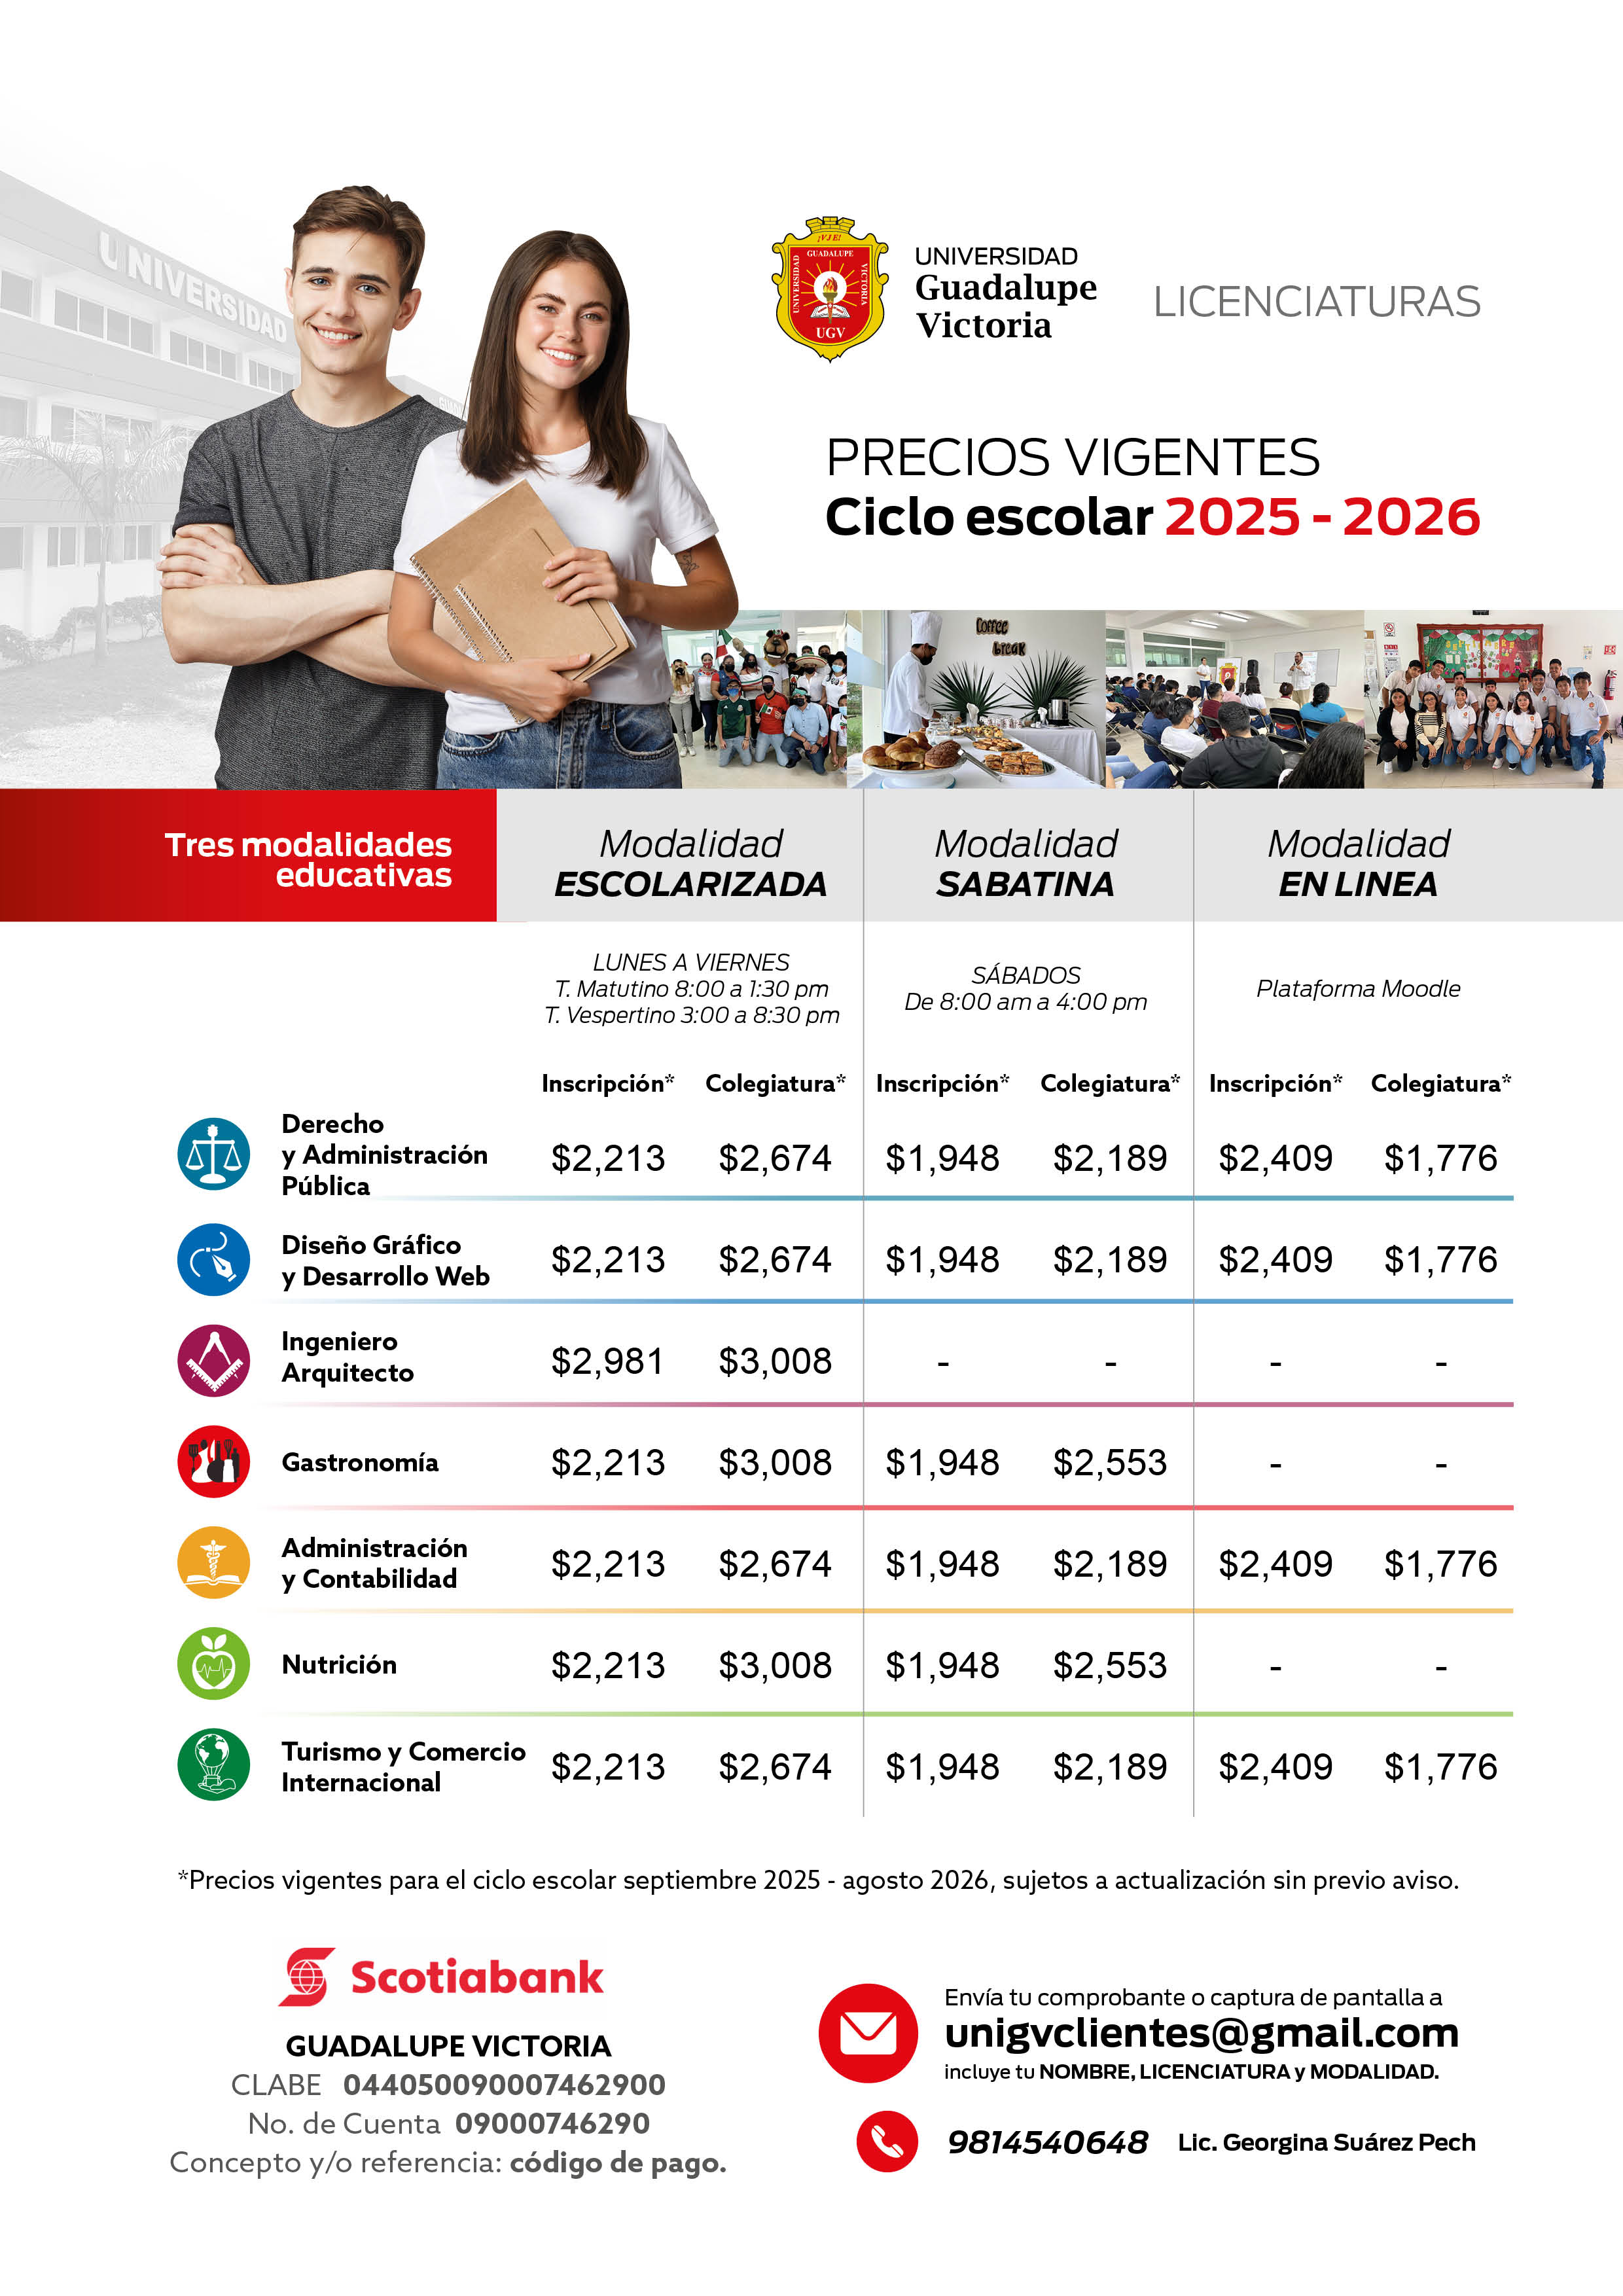 UNIVERSIDAD
¡VJE!
GUADALUPE
UNIVERSIDAD
VICTORIA
UGV
UNIVERSIDAD
Guadalupe
Victoria
LICENCIATURAS
PRECIOS VIGENTES
Ciclo escolar 2025 - 2026
Coffee
break
Tres modalidades
educativas
Modalidad
ESCOLARIZADA
Modalidad
SABATINA
Modalidad
EN LINEA
LUNES A VIERNES
T. Matutino 8:00 a 1:30 pm
T. Vespertino 3:00 a 8:30 pm
SÁBADOS
De 8:00 am a 4:00 pm
Plataforma Moodle
Inscripción* Colegiatura* Inscripción* Colegiatura* Inscripción* Colegiatura*
Derecho
y Administración
Pública
$2,213 $2,674 $1,948 $2,189 $2,409 $1,776
Diseño Gráfico
y Desarrollo Web
$2,213 $2,674 $1,948 $2,189 $2,409 $1,776
Ingeniero
Arquitecto
$2,981 $3,008 - - - -
Gastronomía $2,213 $3,008 $1,948 $2,553 - -
Administración
y Contabilidad
$2,213 $2,674 $1,948 $2,189 $2,409 $1,776
Nutrición $2,213 $3,008 $1,948 $2,553 - -
Turismo y Comercio
Internacional
$2,213 $2,674 $1,948 $2,189 $2,409 $1,776
*Precios vigentes para el ciclo escolar septiembre 2025 - agosto 2026, sujetos a actualización sin previo aviso.
Scotiabank
GUADALUPE VICTORIA
CLABE 044050090007462900
No. de Cuenta 09000746290
Concepto y/o referencia: código de pago.
Envía tu comprobante o captura de pantalla a
unigvclientes@gmail.com
incluye tu NOMBRE, LICENCIATURA y MODALIDAD.
9814540648 Lic. Georgina Suárez Pech